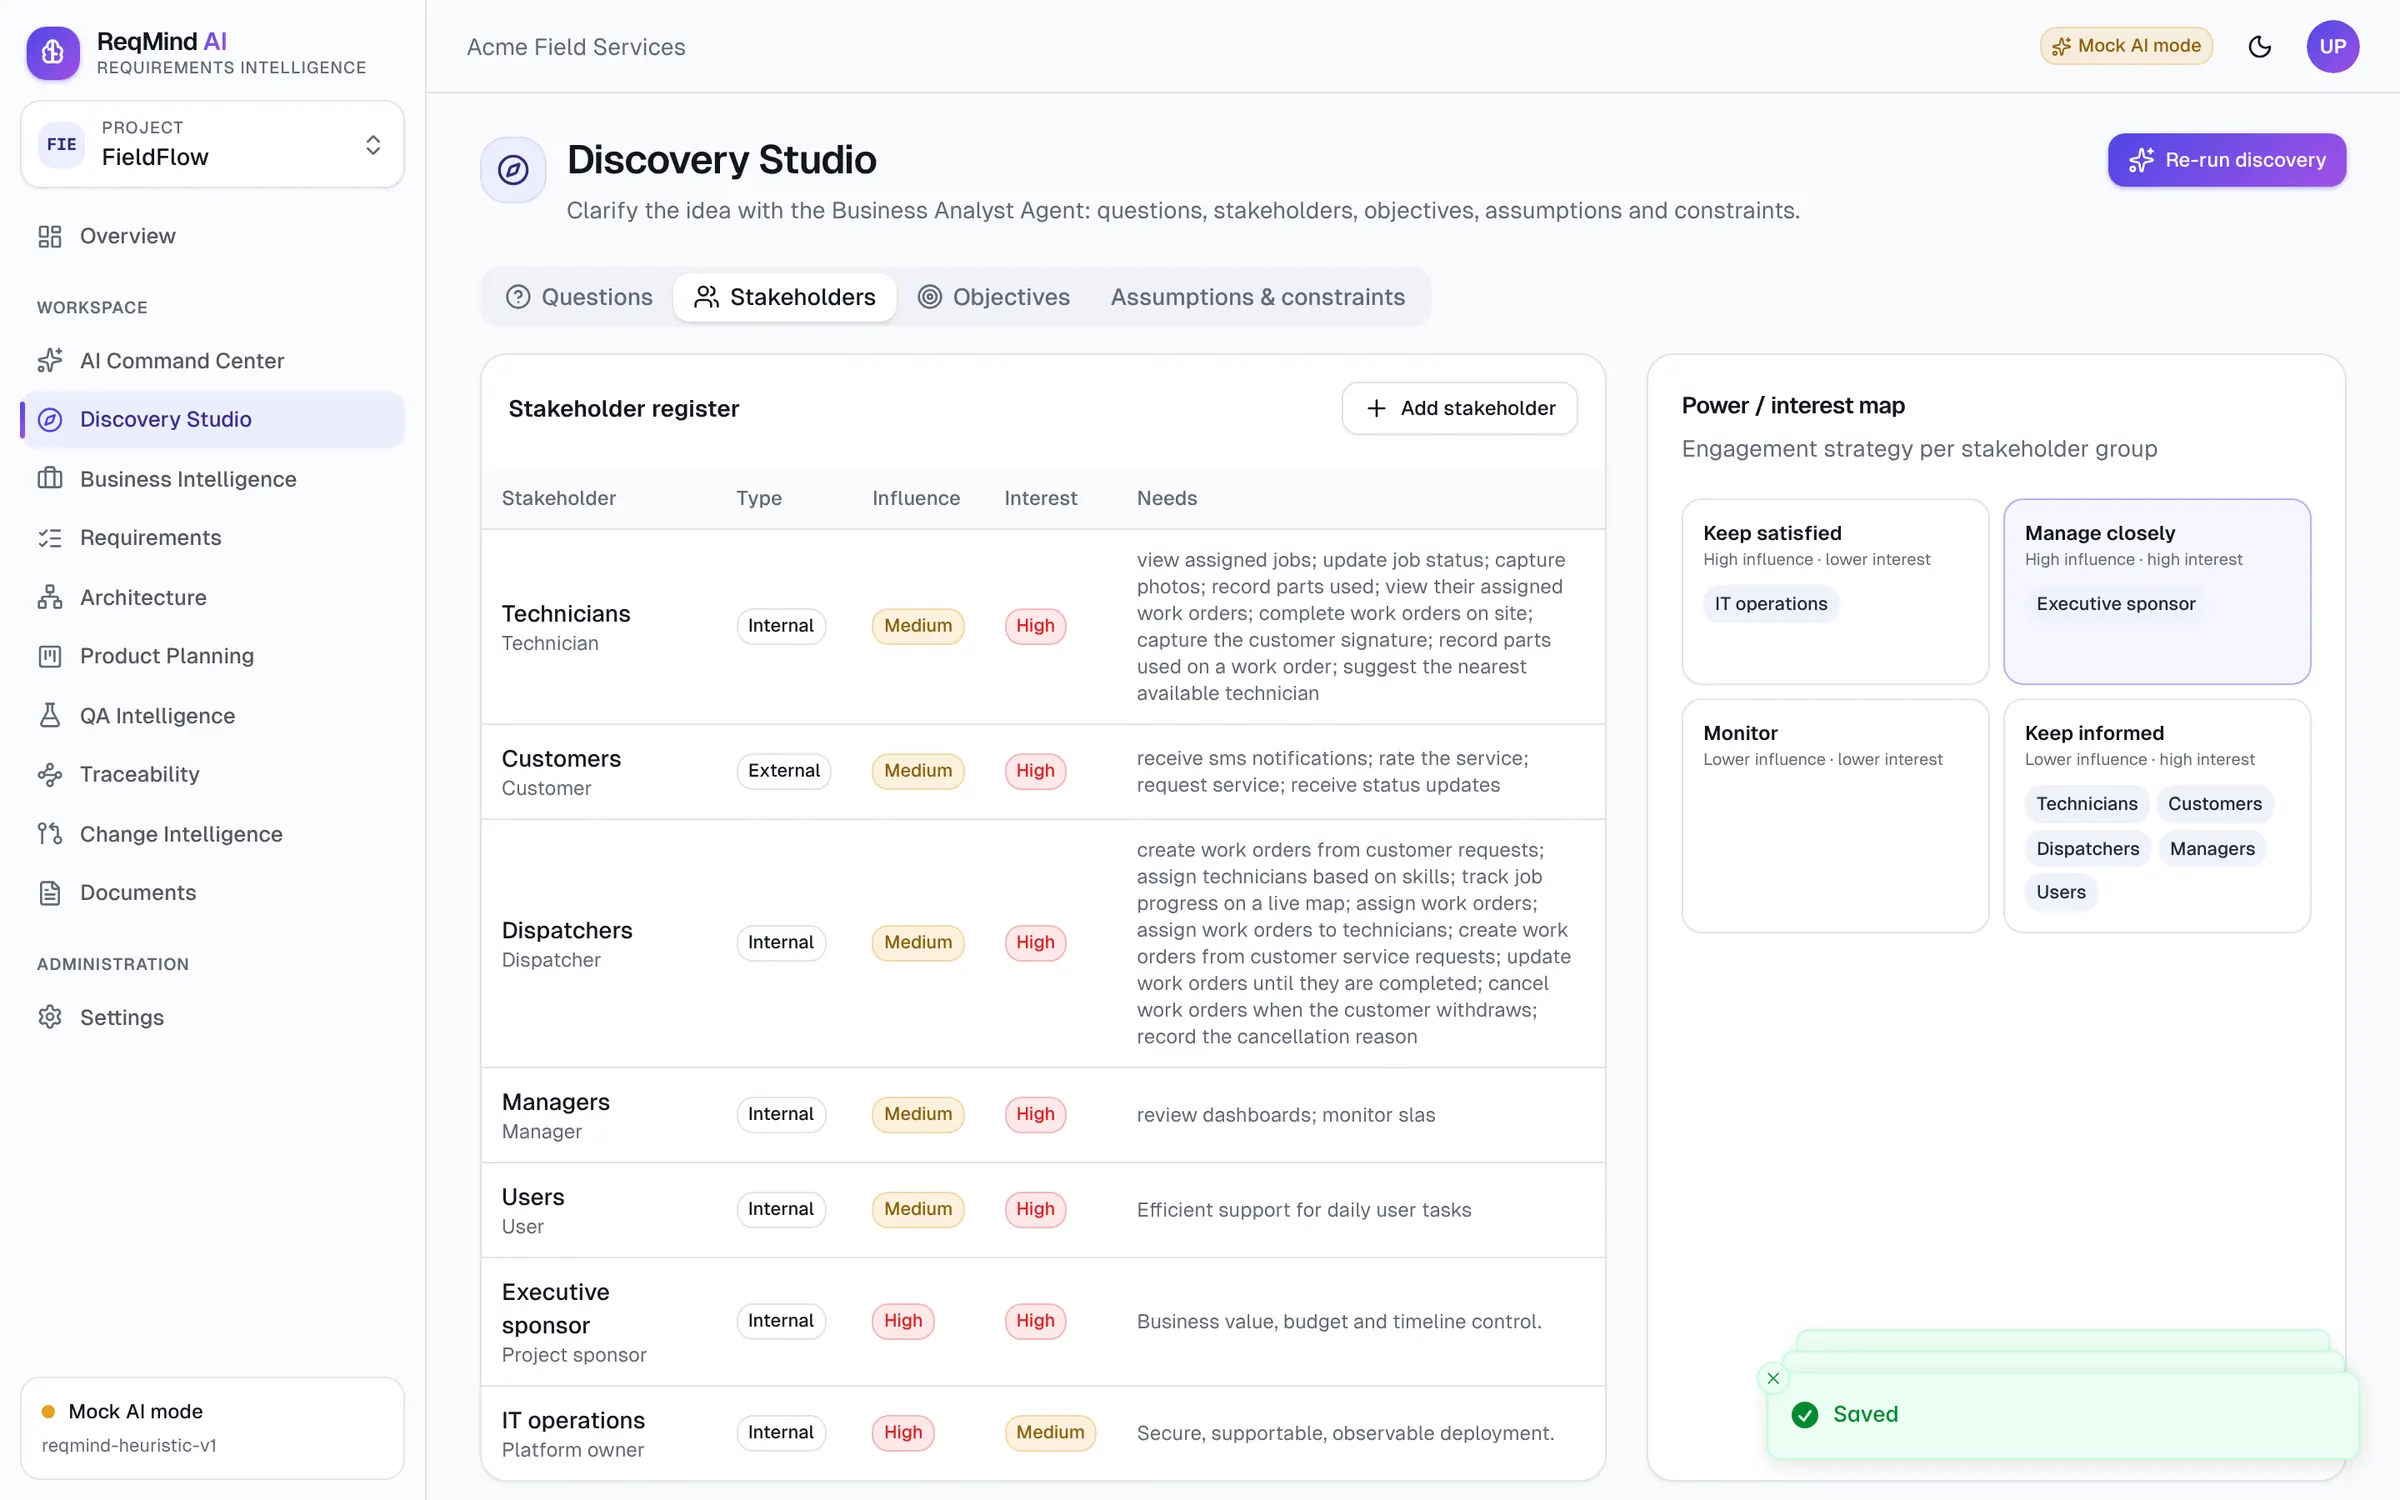 ReqMind AI
REQUIREMENTS INTELLIGENCE
FIE
PROJECT
FieldFlow
Overview
WORKSPACE
AI Command Center
Discovery Studio
Business Intelligence
Requirements
Architecture
Product Planning
QA Intelligence
Traceability
Change Intelligence
Documents
ADMINISTRATION
Settings
Mock AI mode
reqmind-heuristic-v1
Acme Field Services
Mock AI mode
UP
Discovery Studio
Clarify the idea with the Business Analyst Agent: questions, stakeholders, objectives, assumptions and constraints.
Re-run discovery
Questions
Stakeholders
Objectives
Assumptions & constraints
Stakeholder register
Add stakeholder
Stakeholder Type Influence Interest Needs
Technicians
Technician
Internal
Medium
High
view assigned jobs; update job status; capture
photos; record parts used; view their assigned
work orders; complete work orders on site;
capture the customer signature; record parts
used on a work order; suggest the nearest
available technician
Customers
Customer
External
Medium
High
receive sms notifications; rate the service;
request service; receive status updates
Dispatchers
Dispatcher
Internal
Medium
High
create work orders from customer requests;
assign technicians based on skills; track job
progress on a live map; assign work orders;
assign work orders to technicians; create work
orders from customer service requests; update
work orders until they are completed; cancel
work orders when the customer withdraws;
record the cancellation reason
Managers
Manager
Internal
Medium
High
review dashboards; monitor slas
Users
User
Internal
Medium
High
Efficient support for daily user tasks
Executive
sponsor
Project sponsor
Internal
High
High
Business value, budget and timeline control.
IT operations
Platform owner
Internal
High
Medium
Secure, supportable, observable deployment.
Power / interest map
Engagement strategy per stakeholder group
Keep satisfied
High influence · lower interest
IT operations
Manage closely
High influence · high interest
Executive sponsor
Monitor
Lower influence · lower interest
Keep informed
Lower influence · high interest
Technicians
Customers
Dispatchers
Managers
Users
Saved